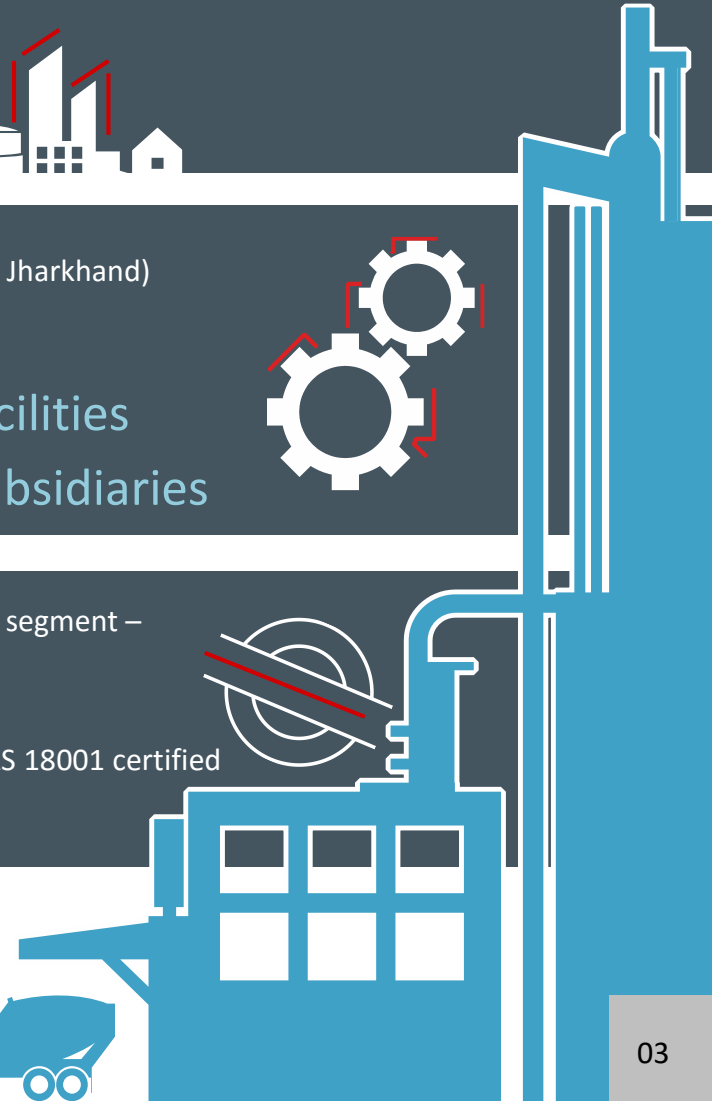 Jharkhand)
cilities
bsidiaries
segment –
S 18001 certified
03